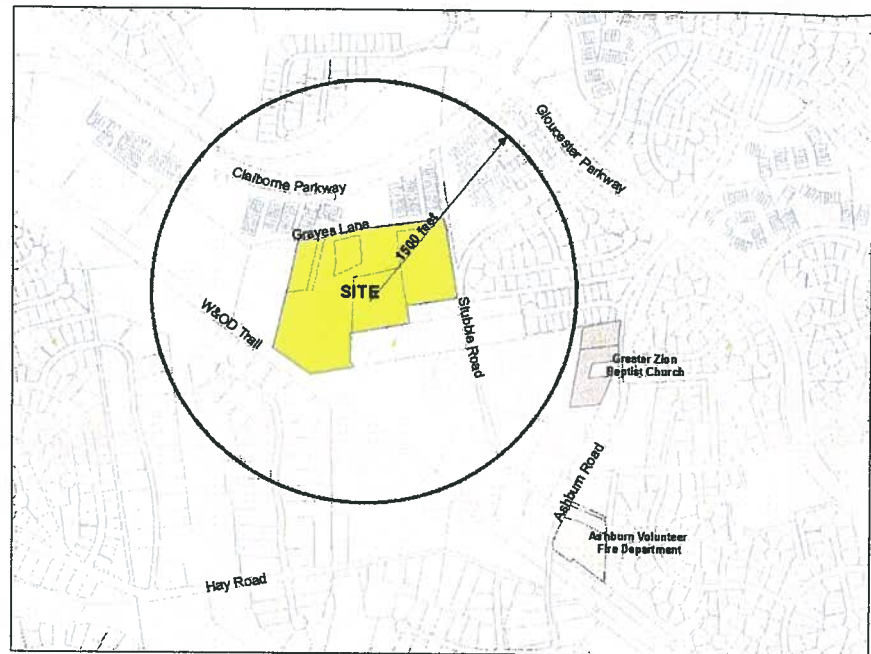 Gloucester Parkway
Claiborne Parkway
Grayes Lane
1500 feet
SITE
W&OD Trail
Stubble Road
Greater Zion
Baptist Church
Ashburn Road
Ashburn Volunteer
Fire Department
Hay Road